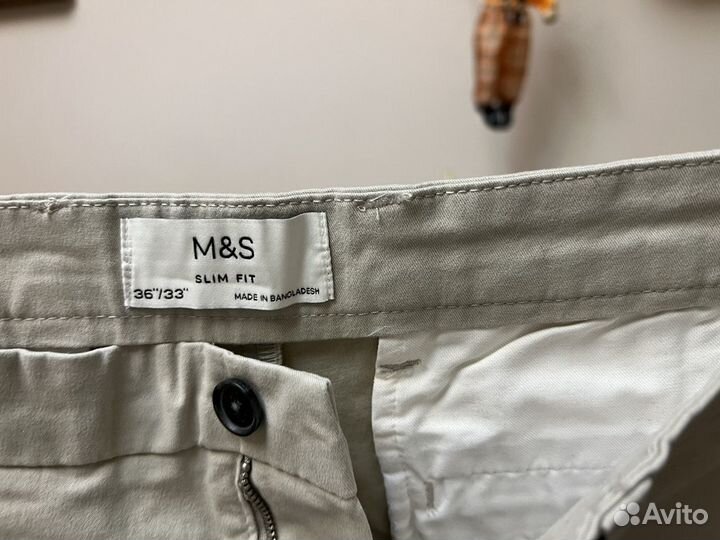 M&S
SLIM FIT
36"/33" MADE IN BANGLADESH
Avito